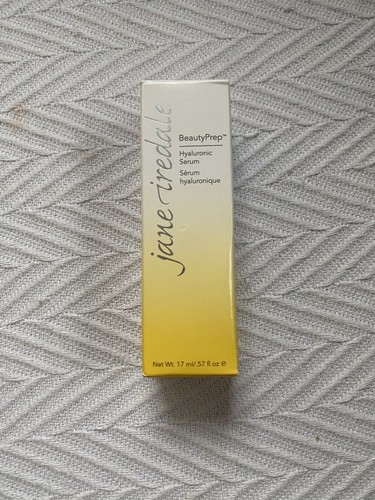 jane iredale
BeautyPrep™
Hyaluronic
Serum
Sérum
hyaluronique
Net Wt. 17 ml/.57 fl oz ℮